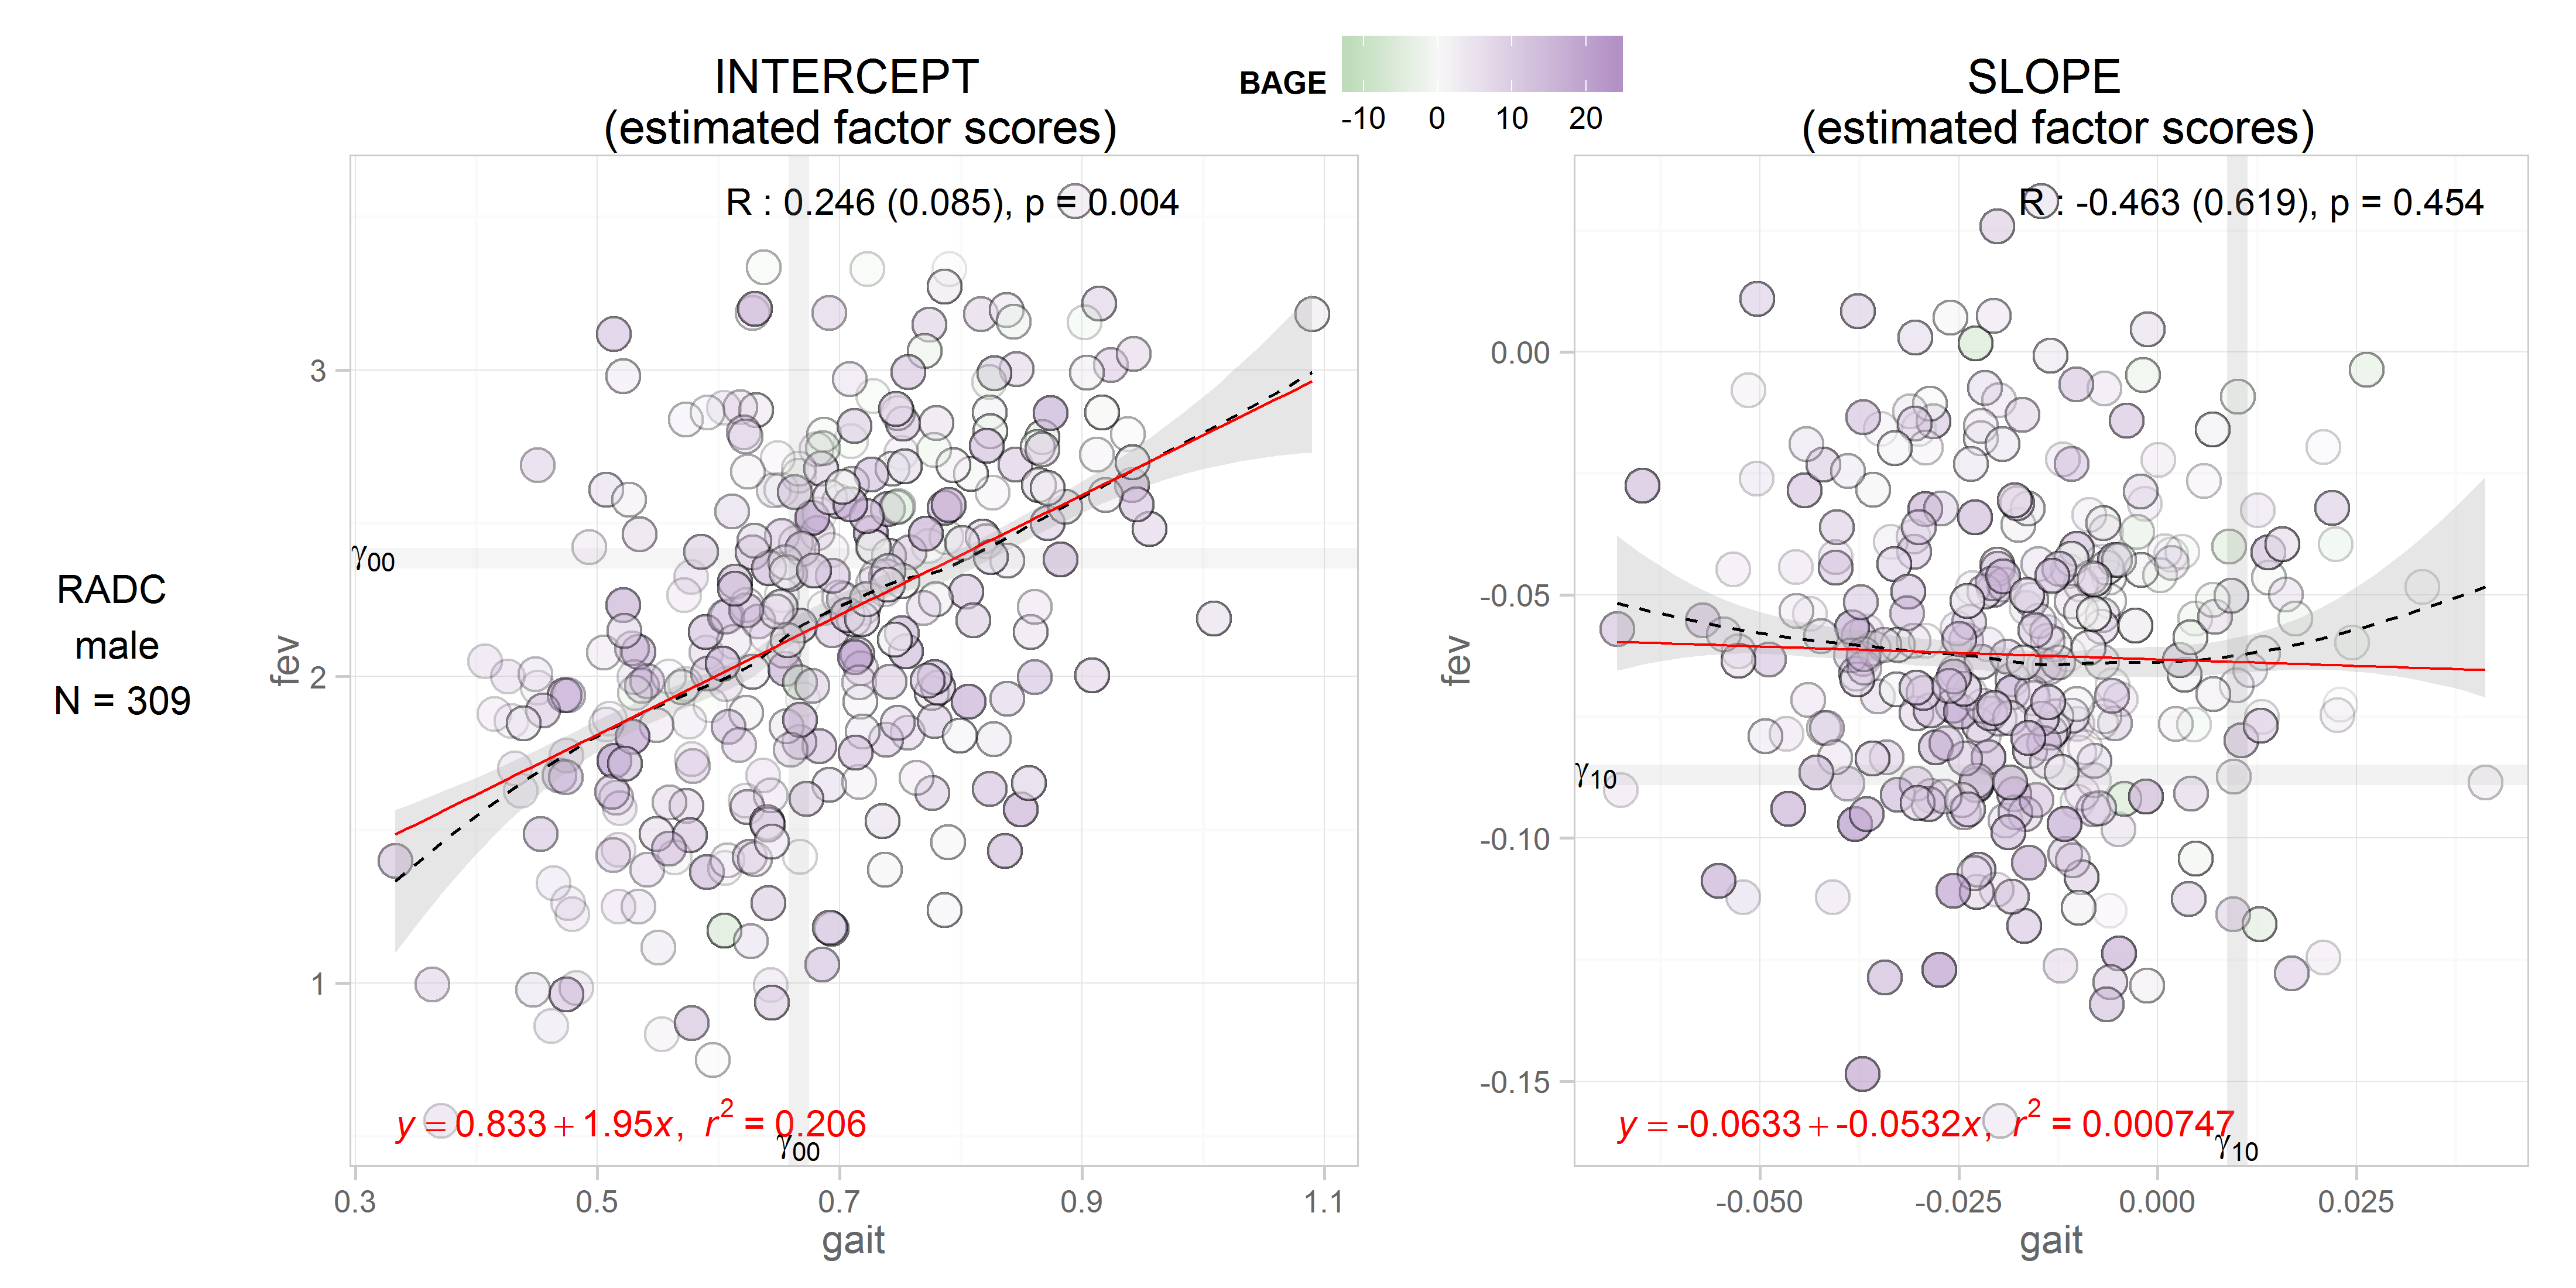 INTERCEPT
(estimated factor scores)
BAGE
-10 0 10 20
SLOPE
(estimated factor scores)
RADC
male
N = 309
R : 0.246 (0.085), p = 0.004
3
2
1
fev
γ00
y = 0.833 + 1.95x, r² = 0.206
γ00
0.3 0.5 0.7 0.9 1.1
gait
R : -0.463 (0.619), p = 0.454
0.00
-0.05
-0.10
-0.15
fev
γ10
y = -0.0633 + -0.0532x, r² = 0.000747
γ10
-0.050 -0.025 0.000 0.025
gait